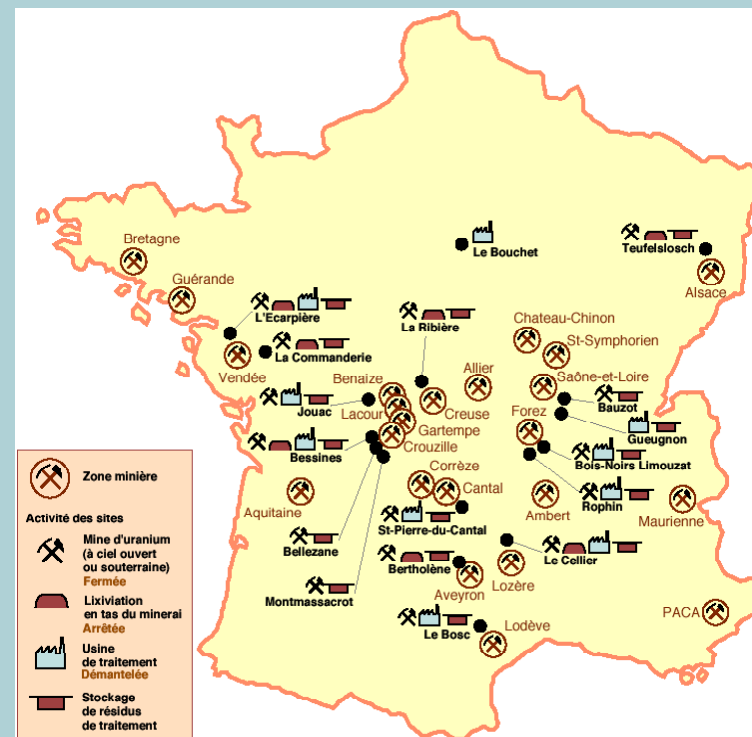 Bretagne
Guérande
Le Bouchet
Teufelslosch
Alsace
L'Ecarpière
La Ribière
Chateau-Chinon
St-Symphorien
La Commanderie
Vendée
Benaize
Allier
Saône-et-Loire
Jouac
Lacour
Creuse
Bauzot
Gartempe
Forez
Gueugnon
Crouzille
Bessines
Bois-Noirs Limouzat
Corrèze
Cantal
Rophin
Aquitaine
Ambert
Maurienne
St-Pierre-du-Cantal
Bellezane
Le Cellier
Bertholène
Lozère
Aveyron
Montmassacrot
PACA
Le Bosc
Lodève
Zone minière
Activité des sites
Mine d'uranium
(à ciel ouvert
ou souterraine)
Fermée
Lixiviation
en tas du minerai
Arrêtée
Usine
de traitement
Démantelée
Stockage
de résidus
de traitement